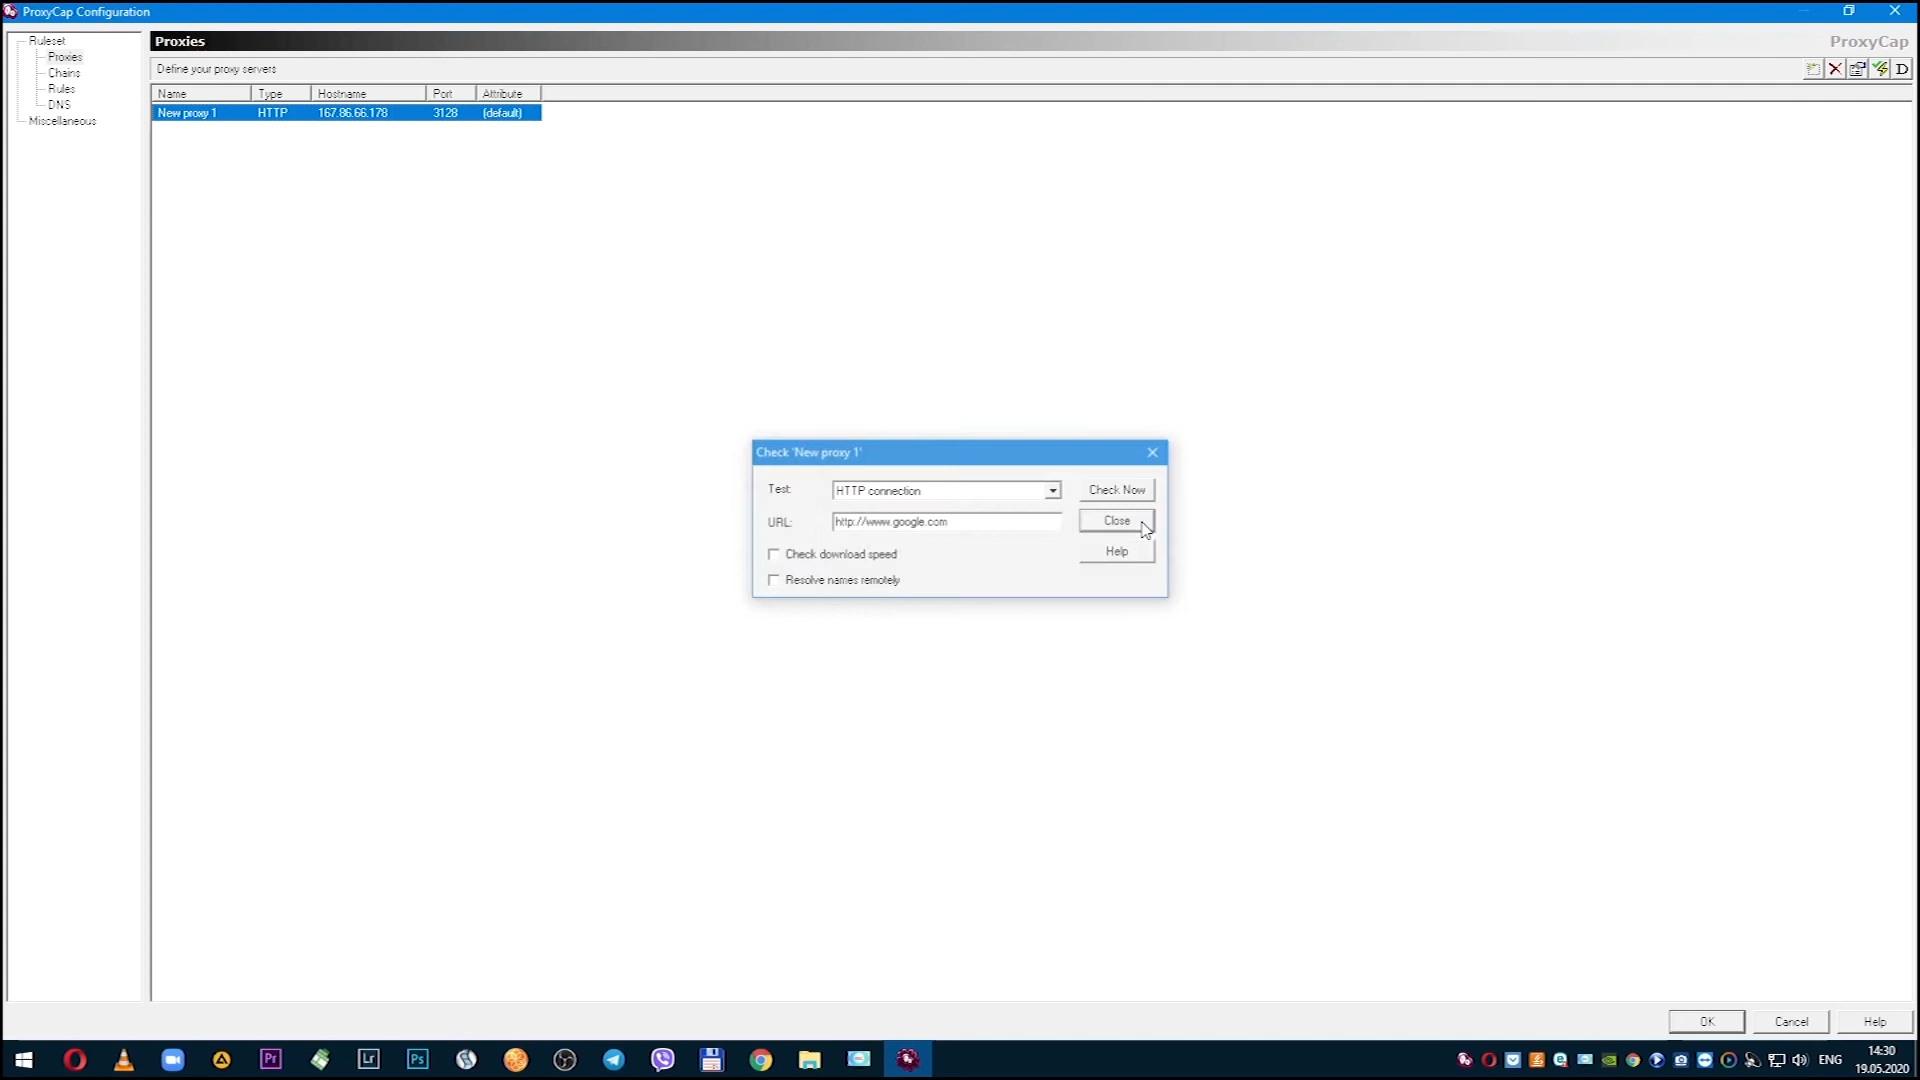 ProxyCap Configuration
Ruleset
Proxies
Chains
Rules
DNS
Miscellaneous
Proxies
ProxyCap
Define your proxy servers
D
Name Type Hostname Port Attribute
New proxy 1 HTTP 167.86.66.178 3128 (default)
Check 'New proxy 1'
Test: HTTP connection Check Now
URL: http://www.google.com Close
Check download speed Help
Resolve names remotely
OK Cancel Help
Pr Lr Ps
ENG
14:30
19.05.2020